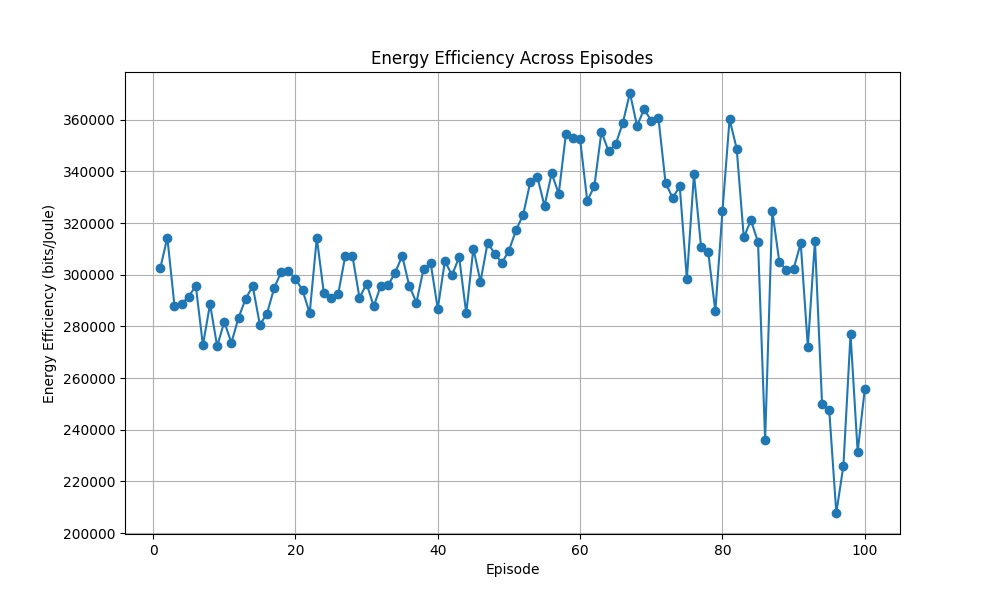 Energy Efficiency Across Episodes
Energy Efficiency (bits/Joule)
360000
340000
320000
300000
280000
260000
240000
220000
200000
0 20 40 60 80 100
Episode